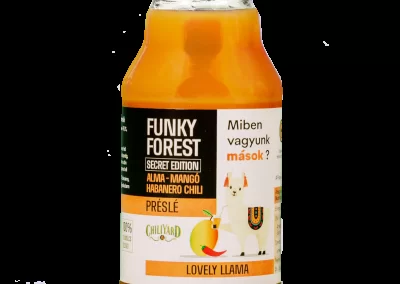 FUNKY
FOREST
SECRET EDITION
ALMA - MANGÓ
HABANERO CHILI
PRÉSLÉ
CHILIYARD
Miben
vagyunk
mások?
LOVELY LLAMA